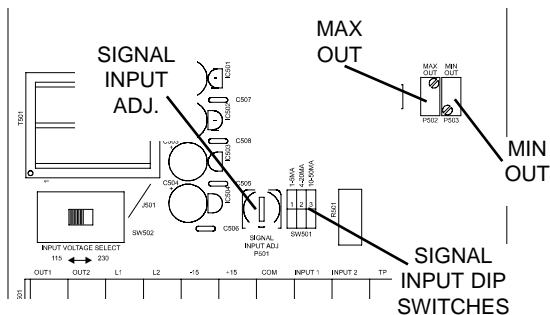 SIGNAL
INPUT
ADJ.
MAX
OUT
MAX
OUT
MIN
OUT
P502
P503
MIN
OUT
T501
IC501
C507
IC502
C508
IC503
C503
+
C504
+
C505
IC504
C506
J501
SW502
INPUT VOLTAGE SELECT
115
230
SIGNAL
INPUT ADJ
P501
1-5MA
4-20MA
10-50MA
1 2 3
SW501
R501
SIGNAL
INPUT DIP
SWITCHES
OUT1 OUT2 L1 L2 -15 +15 COM INPUT 1 INPUT 2 TP